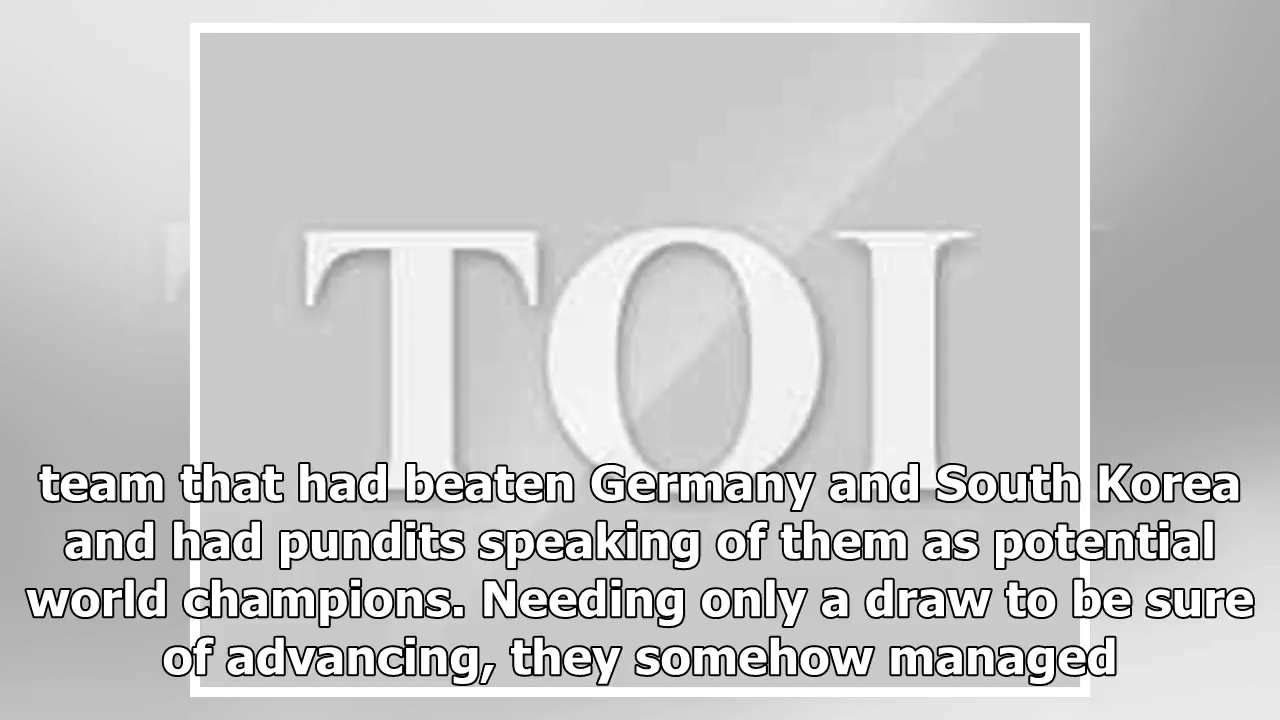 TOI
team that had beaten Germany and South Korea
and had pundits speaking of them as potential
world champions. Needing only a draw to be sure
of advancing, they somehow managed